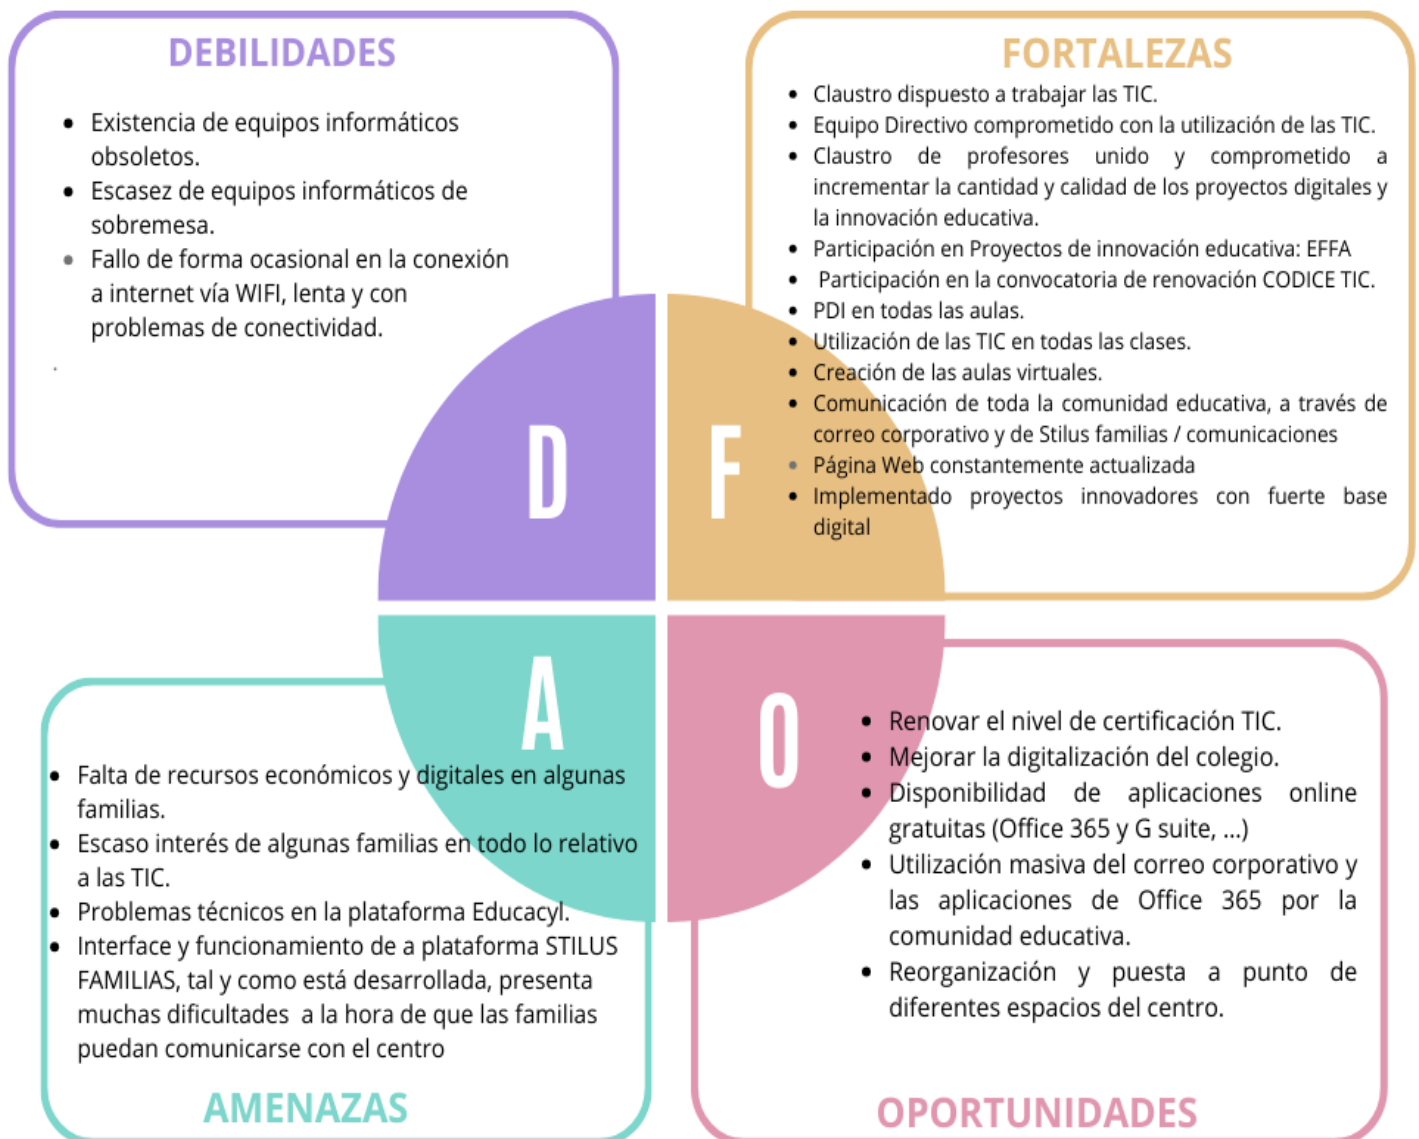 DEBILIDADES
• Existencia de equipos informáticos
obsoletos.
• Escasez de equipos informáticos de
sobremesa.
• Fallo de forma ocasional en la conexión
a internet vía WIFI, lenta y con
problemas de conectividad.
.
FORTALEZAS
• Claustro dispuesto a trabajar las TIC.
• Equipo Directivo comprometido con la utilización de las TIC.
• Claustro de profesores unido y comprometido a
incrementar la cantidad y calidad de los proyectos digitales y
la innovación educativa.
• Participación en Proyectos de innovación educativa: EFFA
• Participación en la convocatoria de renovación CODICE TIC.
• PDI en todas las aulas.
• Utilización de las TIC en todas las clases.
• Creación de las aulas virtuales.
• Comunicación de toda la comunidad educativa, a través de
correo corporativo y de Stilus familias / comunicaciones
• Página Web constantemente actualizada
• Implementado proyectos innovadores con fuerte base
digital
D
F
A
O
• Falta de recursos económicos y digitales en algunas
familias.
• Escaso interés de algunas familias en todo lo relativo
a las TIC.
• Problemas técnicos en la plataforma Educacyl.
• Interface y funcionamiento de a plataforma STILUS
FAMILIAS, tal y como está desarrollada, presenta
muchas dificultades a la hora de que las familias
puedan comunicarse con el centro
AMENAZAS
• Renovar el nivel de certificación TIC.
• Mejorar la digitalización del colegio.
• Disponibilidad de aplicaciones online
gratuitas (Office 365 y G suite, ...)
• Utilización masiva del correo corporativo y
las aplicaciones de Office 365 por la
comunidad educativa.
• Reorganización y puesta a punto de
diferentes espacios del centro.
OPORTUNIDADES